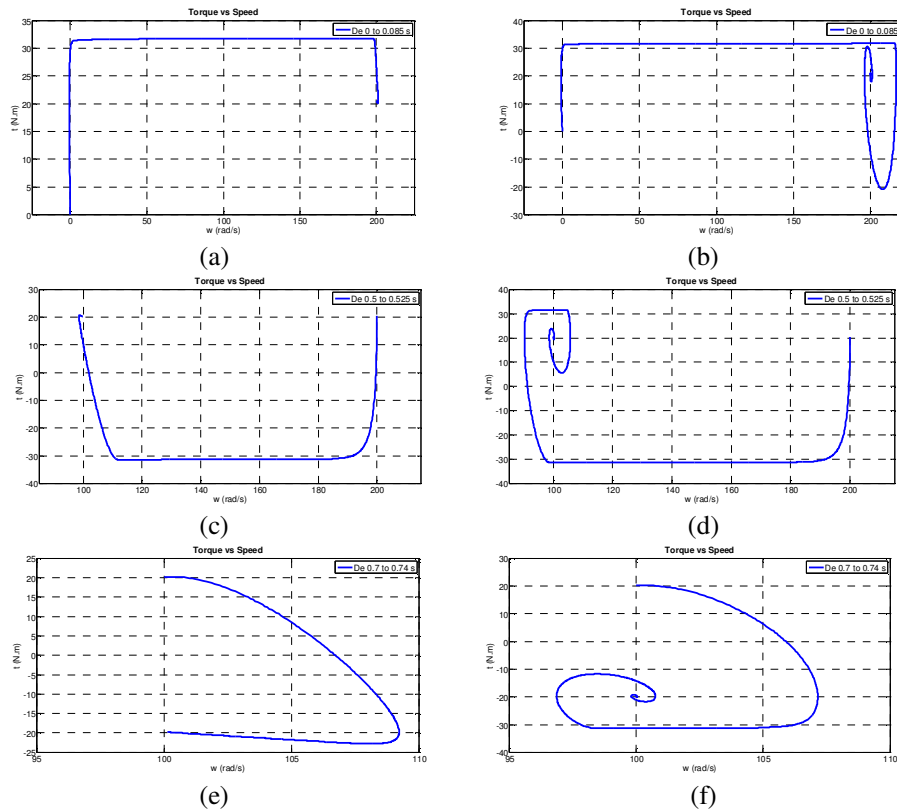 Torque vs Speed
De 0 to 0.085 s
t (N.m)
35
30
25
20
15
10
5
0
0
50
100
150
200
w (rad/s)
(a)
Torque vs Speed
De 0 to 0.085 s
t (N.m)
40
30
20
10
0
-10
-20
-30
0
50
100
150
200
w (rad/s)
(b)
Torque vs Speed
De 0.5 to 0.525 s
t (N.m)
30
20
10
0
-10
-20
-30
-40
100
120
140
160
180
200
w (rad/s)
(c)
Torque vs Speed
De 0.5 to 0.525 s
t (N.m)
40
30
20
10
0
-10
-20
-30
-40
100
120
140
160
180
200
w (rad/s)
(d)
Torque vs Speed
De 0.7 to 0.74 s
t (N.m)
25
20
15
10
5
0
-5
-10
-15
-20
-25
95
100
105
110
w (rad/s)
(e)
Torque vs Speed
De 0.7 to 0.74 s
t (N.m)
30
20
10
0
-10
-20
-30
-40
95
100
105
110
w (rad/s)
(f)